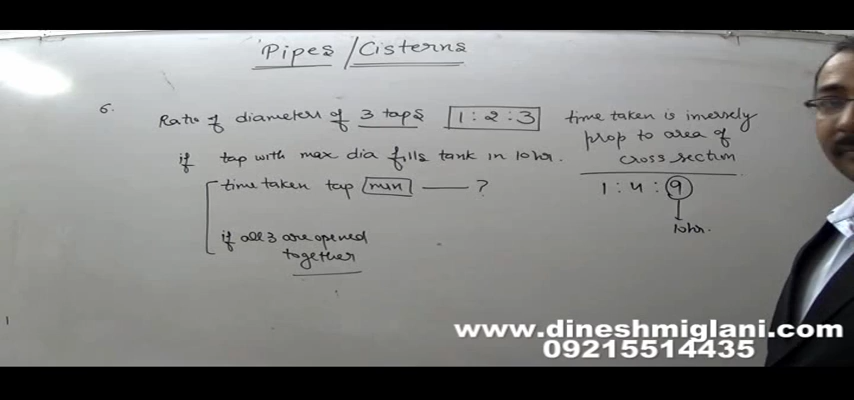 Pipes / Cisterns
6.
Ratio of diameters of 3 taps 1 : 2 : 3
time taken is inversely
prop to area of
cross section
if tap with max dia fills tank in 10 hr.
time taken tap min — ?
1 : 4 : 9
10 hr.
if all 3 are opened
together
www.dineshmiglani.com
09215514435